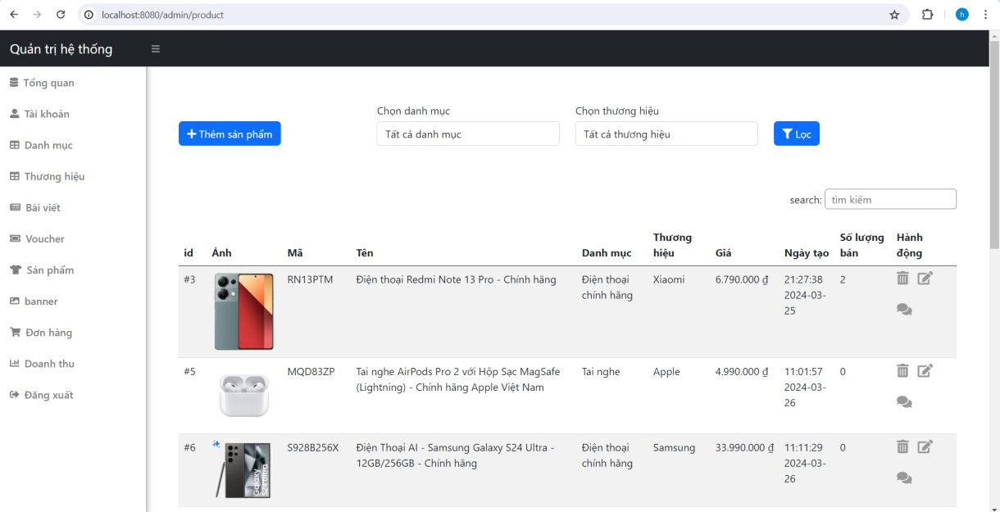 localhost:8080/admin/product
h
Quản trị hệ thống
Tổng quan
Tài khoản
Danh mục
Thương hiệu
Bài viết
Voucher
Sản phẩm
banner
Đơn hàng
Doanh thu
Đăng xuất
Chọn danh mục
Chọn thương hiệu
Thêm sản phẩm
Tất cả danh mục
Tất cả thương hiệu
Lọc
search: tìm kiếm
id Ảnh Mã Tên Danh mục Thương hiệu Giá Ngày tạo Số lượng bán Hành động
#3 RN13PTM Điện thoại Redmi Note 13 Pro - Chính hãng Điện thoại Xiaomi 6.790.000 ₫ 21:27:38 2
chính hãng 2024-03-
25
#5 MQD83ZP Tai nghe AirPods Pro 2 với Hộp Sạc MagSafe Tai nghe Apple 4.990.000 ₫ 11:01:57 0
(Lightning) - Chính hãng Apple Việt Nam 2024-03-
26
#6 S928B256X Điện Thoại AI - Samsung Galaxy S24 Ultra - Điện thoại Samsung 33.990.000 ₫ 11:11:29 0
12GB/256GB - Chính hãng chính hãng 2024-03-
26
Galaxy
S24 Ultra